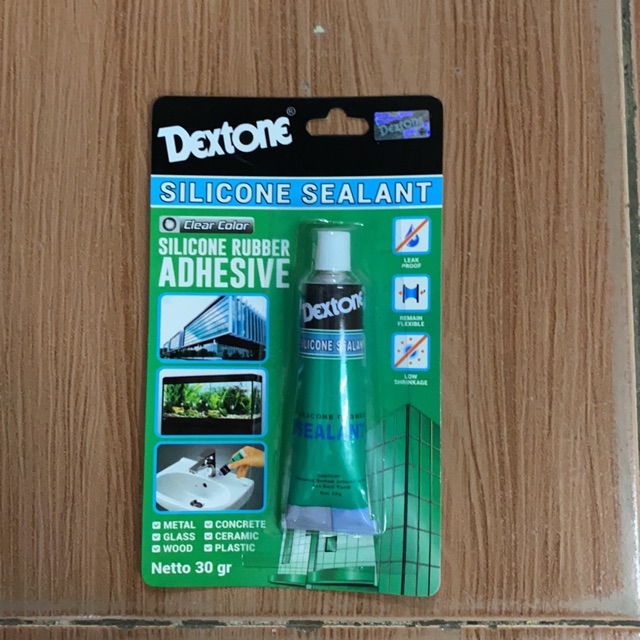 Dextone®
Dextone
SILICONE SEALANT
Clear Color
SILICONE RUBBER
ADHESIVE
LEAK
PROOF
REMAIN
FLEXIBLE
LOW
SHRINKAGE
Dextone
SILICONE SEALANT
SEALANT
METAL
CONCRETE
GLASS
CERAMIC
WOOD
PLASTIC
Netto 30 gr